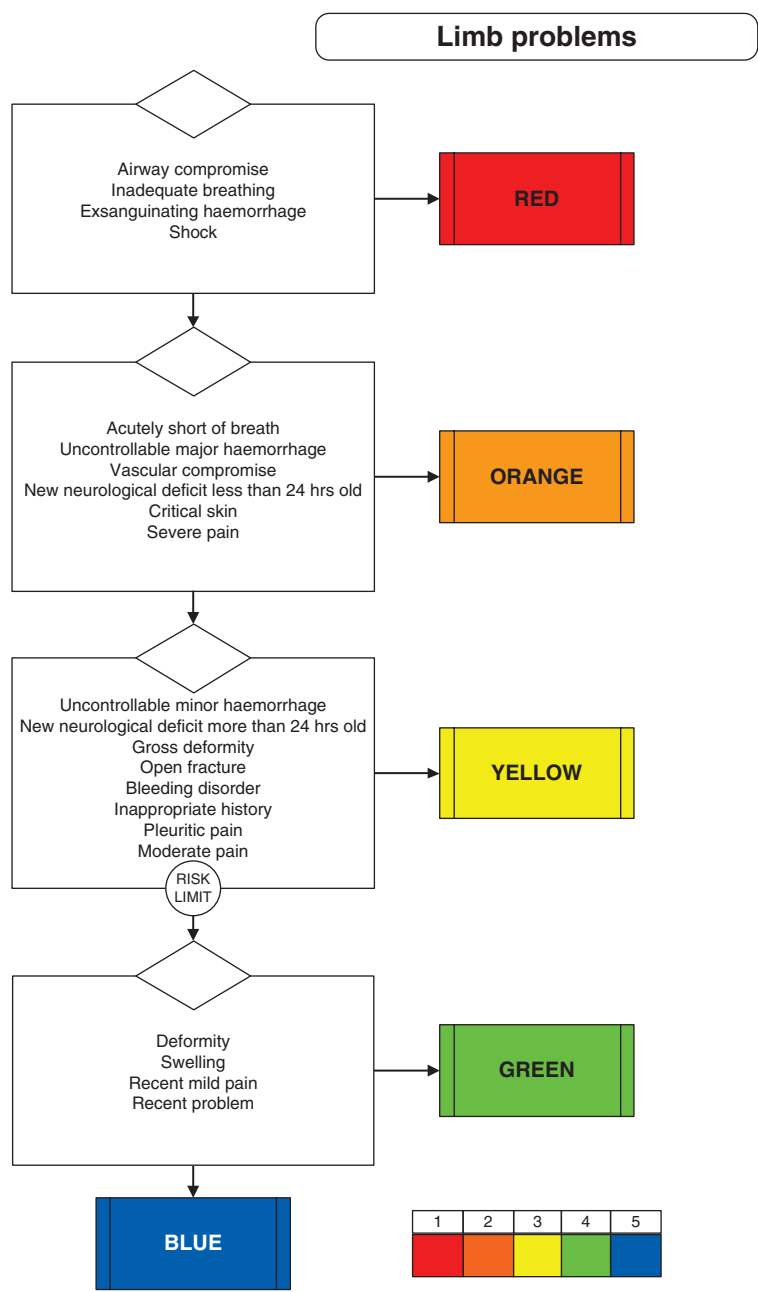 Limb problems
Airway compromise
Inadequate breathing
Exsanguinating haemorrhage
Shock
RED
Acutely short of breath
Uncontrollable major haemorrhage
Vascular compromise
New neurological deficit less than 24 hrs old
Critical skin
Severe pain
ORANGE
Uncontrollable minor haemorrhage
New neurological deficit more than 24 hrs old
Gross deformity
Open fracture
Bleeding disorder
Inappropriate history
Pleuritic pain
Moderate pain
YELLOW
RISK
LIMIT
Deformity
Swelling
Recent mild pain
Recent problem
GREEN
BLUE
1 2 3 4 5